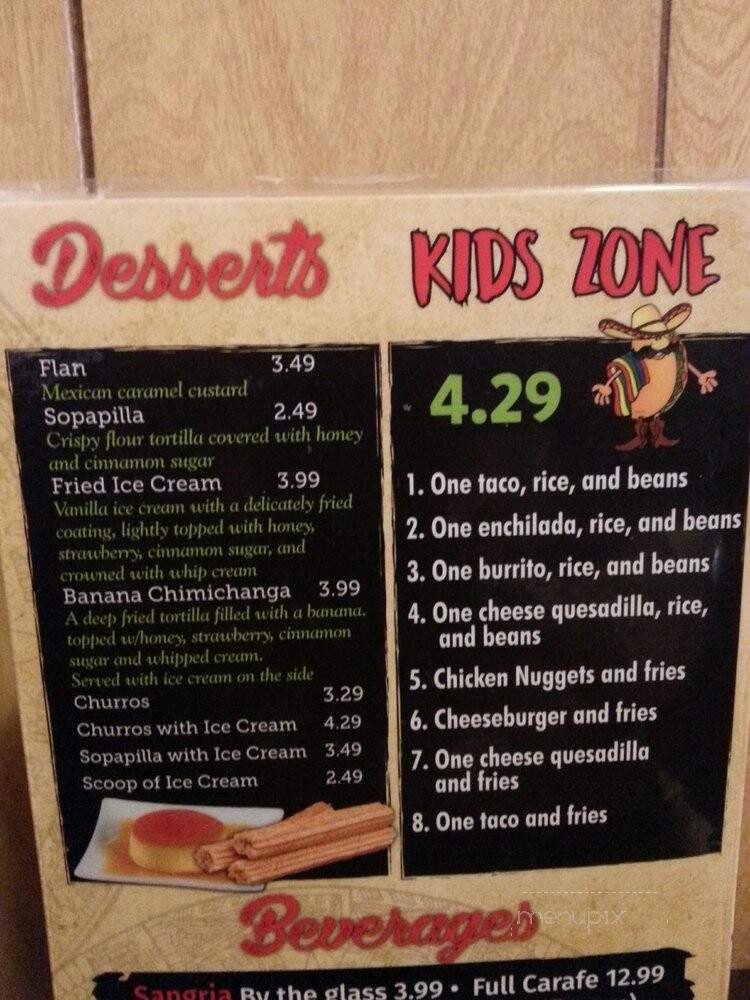 Desserts
Flan 3.49
Mexican caramel custard
Sopapilla 2.49
Crispy flour tortilla covered with honey
and cinnamon sugar
Fried Ice Cream 3.99
Vanilla ice cream with a delicately fried
coating, lightly topped with honey,
strawberry, cinnamon sugar, and
crowned with whip cream
Banana Chimichanga 3.99
A deep fried tortilla filled with a banana.
topped w/honey, strawberry, cinnamon
sugar and whipped cream.
Served with ice cream on the side
Churros 3.29
Churros with Ice Cream 4.29
Sopapilla with Ice Cream 3.49
Scoop of Ice Cream 2.49
KIDS ZONE
4.29
1. One taco, rice, and beans
2. One enchilada, rice, and beans
3. One burrito, rice, and beans
4. One cheese quesadilla, rice,
and beans
5. Chicken Nuggets and fries
6. Cheeseburger and fries
7. One cheese quesadilla
and fries
8. One taco and fries
menupix
Beverages
Sangria By the glass 3.99 • Full Carafe 12.99